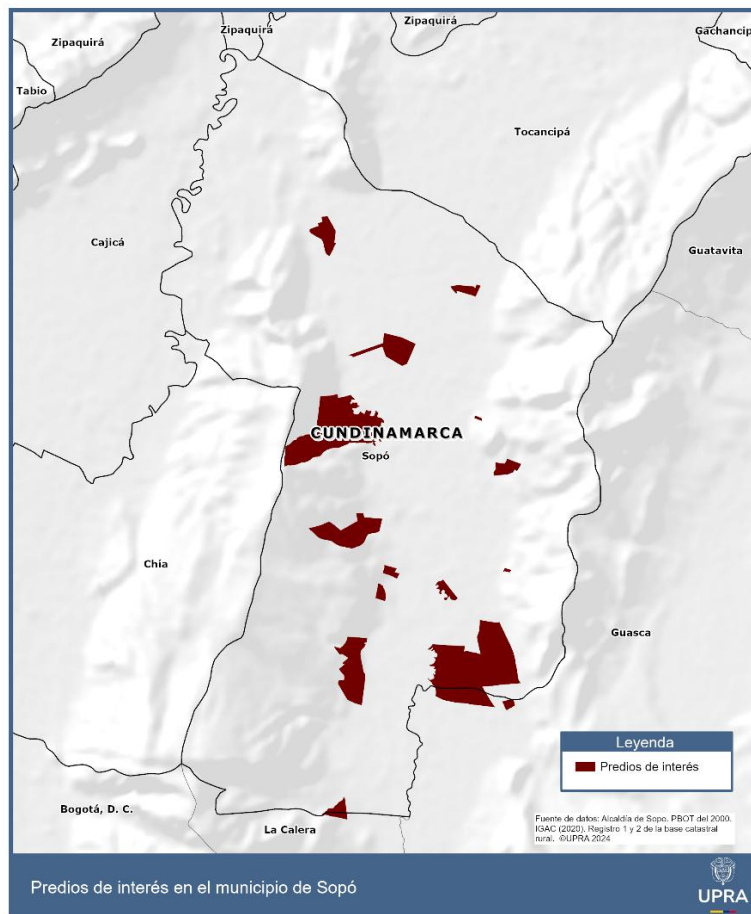 Zipaquirá
Zipaquirá
Zipaquirá
Gachancip
Tabio
Tocancipá
Cajicá
Guatavita
CUNDINAMARCA
Sopó
Chía
Guasca
Bogotá, D. C.
La Calera
Leyenda
Predios de interés
Fuente de datos: Alcaldía de Sopo. PBOT del 2000.
IGAC (2020). Registro 1 y 2 de la base catastral
rural. ©UPRA 2024
Predios de interés en el municipio de Sopó
UPRA